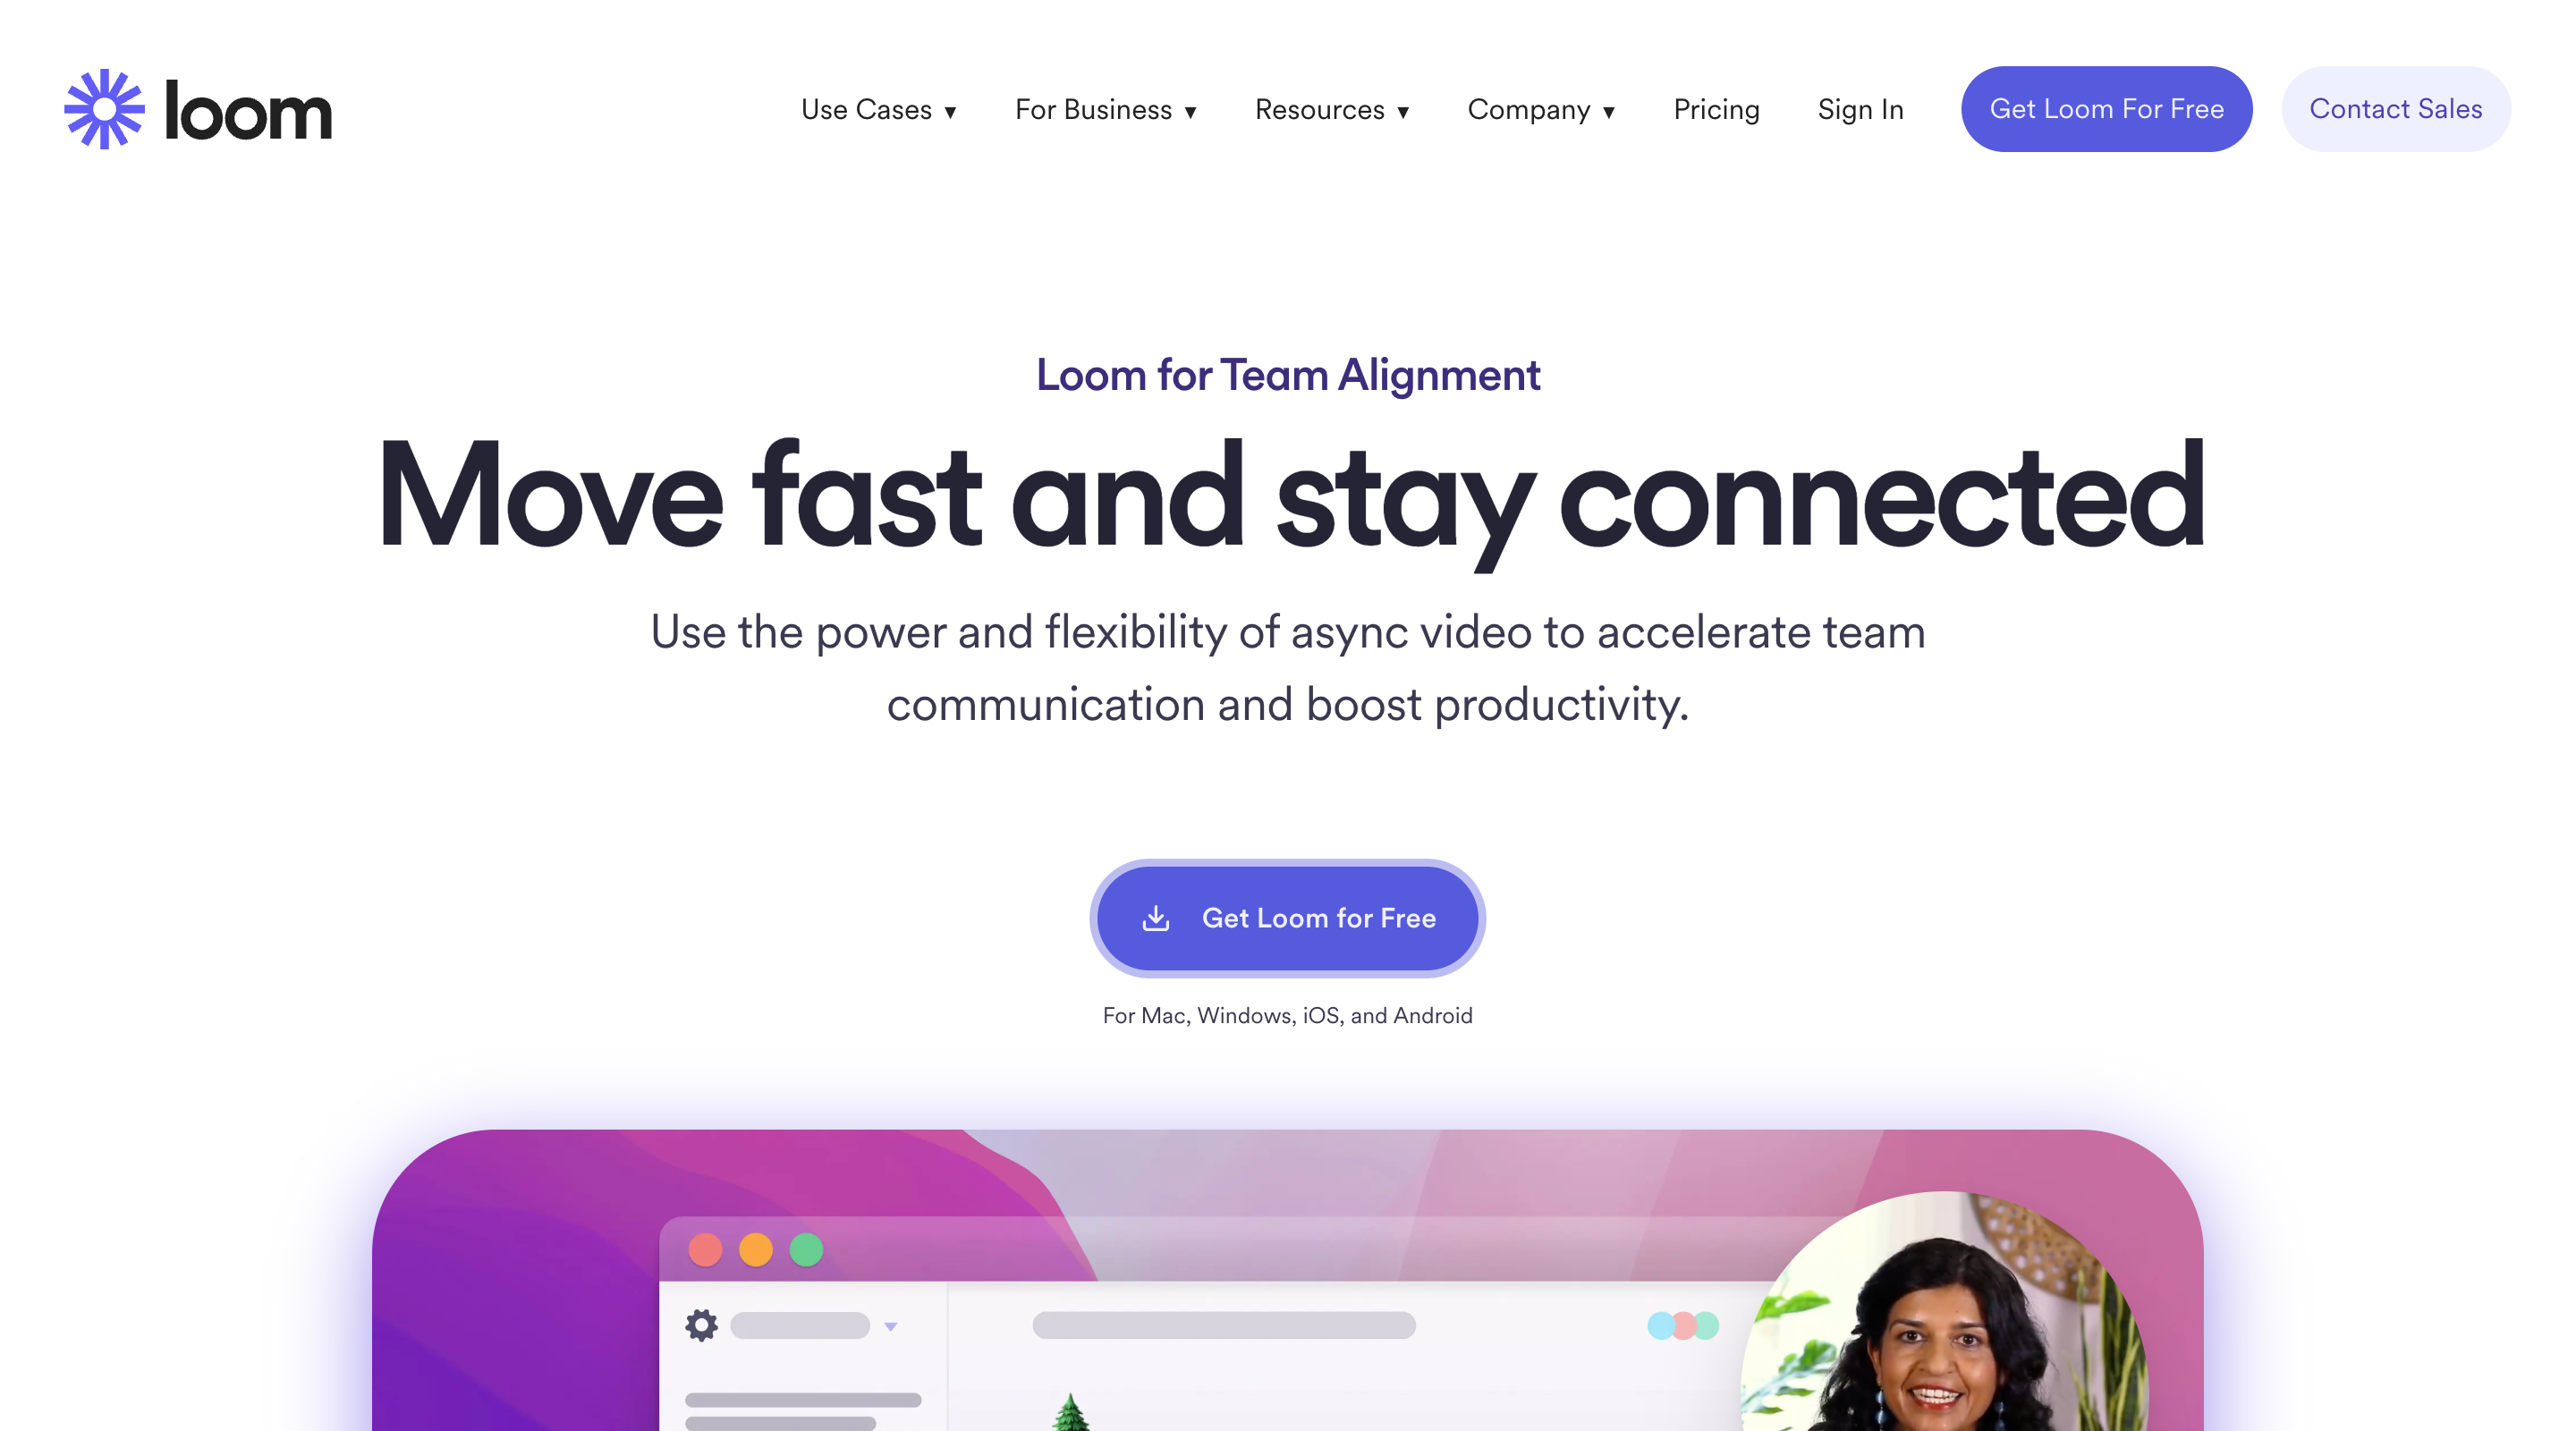 loom
Use Cases ▾ For Business ▾ Resources ▾ Company ▾ Pricing Sign In Get Loom For Free Contact Sales
Loom for Team Alignment
Move fast and stay connected
Use the power and flexibility of async video to accelerate team
communication and boost productivity.
Get Loom for Free
For Mac, Windows, iOS, and Android